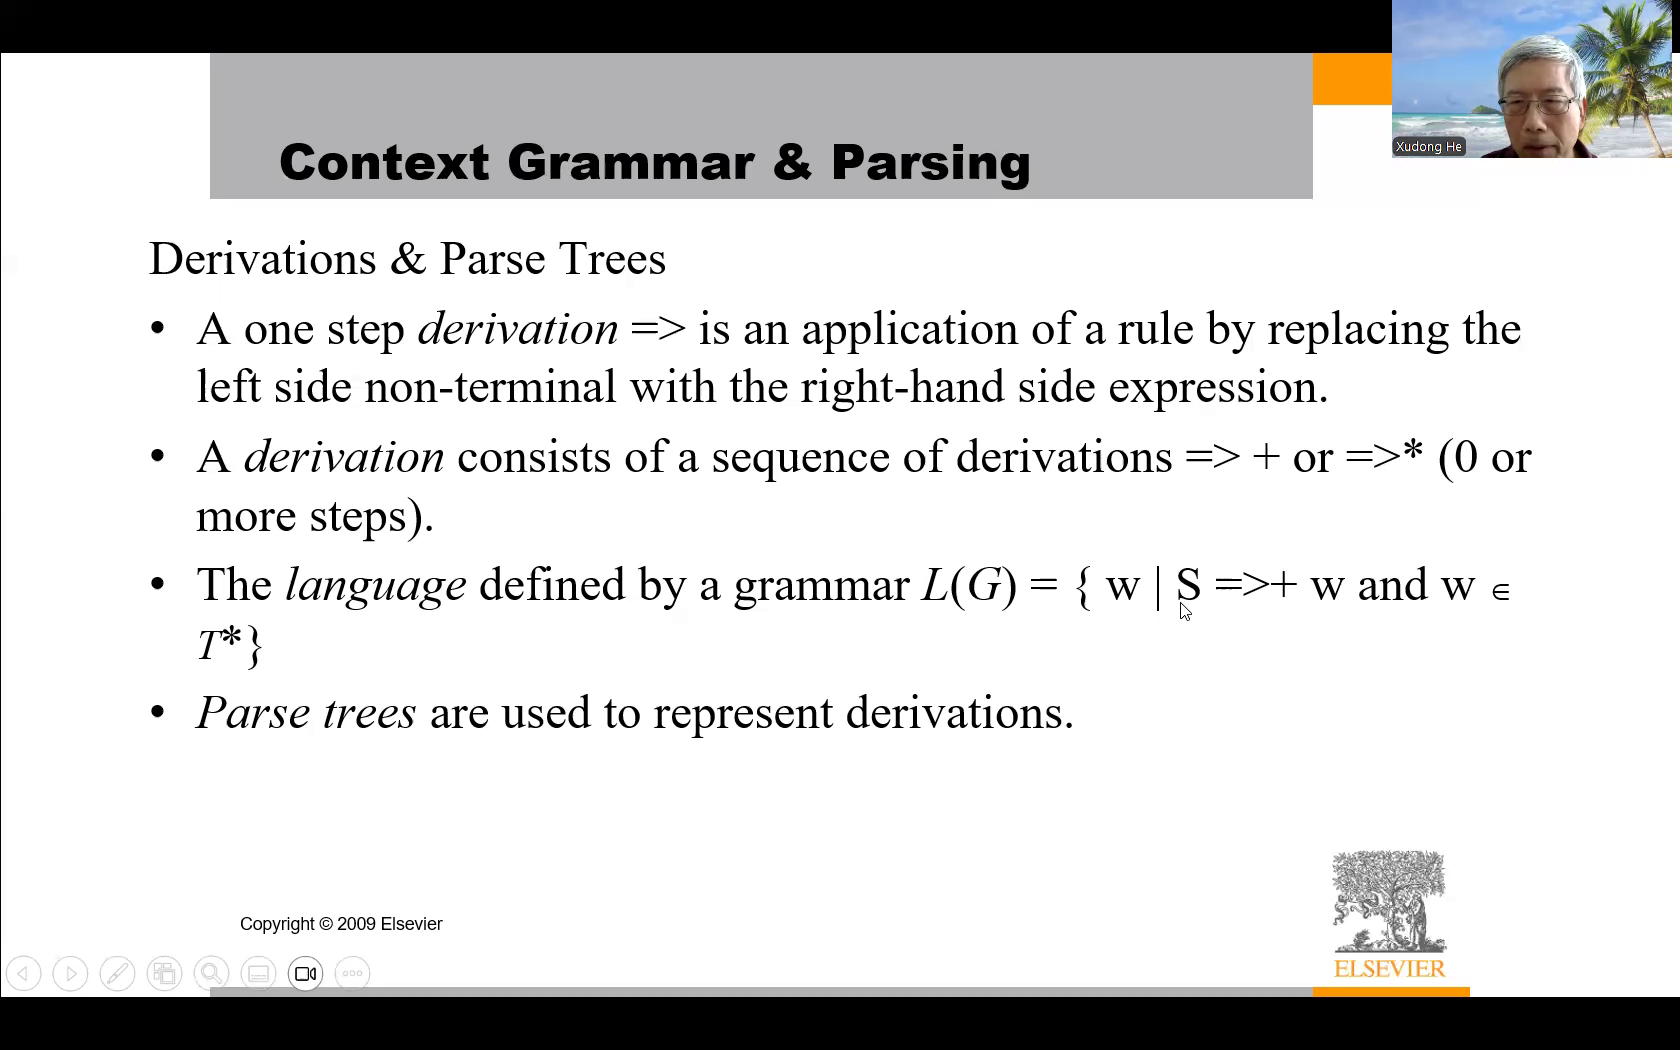 Xudong He
Context Grammar & Parsing
Derivations & Parse Trees
• A one step derivation => is an application of a rule by replacing the
left side non-terminal with the right-hand side expression.
• A derivation consists of a sequence of derivations => + or =>* (0 or
more steps).
• The language defined by a grammar L(G) = { w | S =>+ w and w ∈
T*}
• Parse trees are used to represent derivations.
Copyright © 2009 Elsevier
ELSEVIER